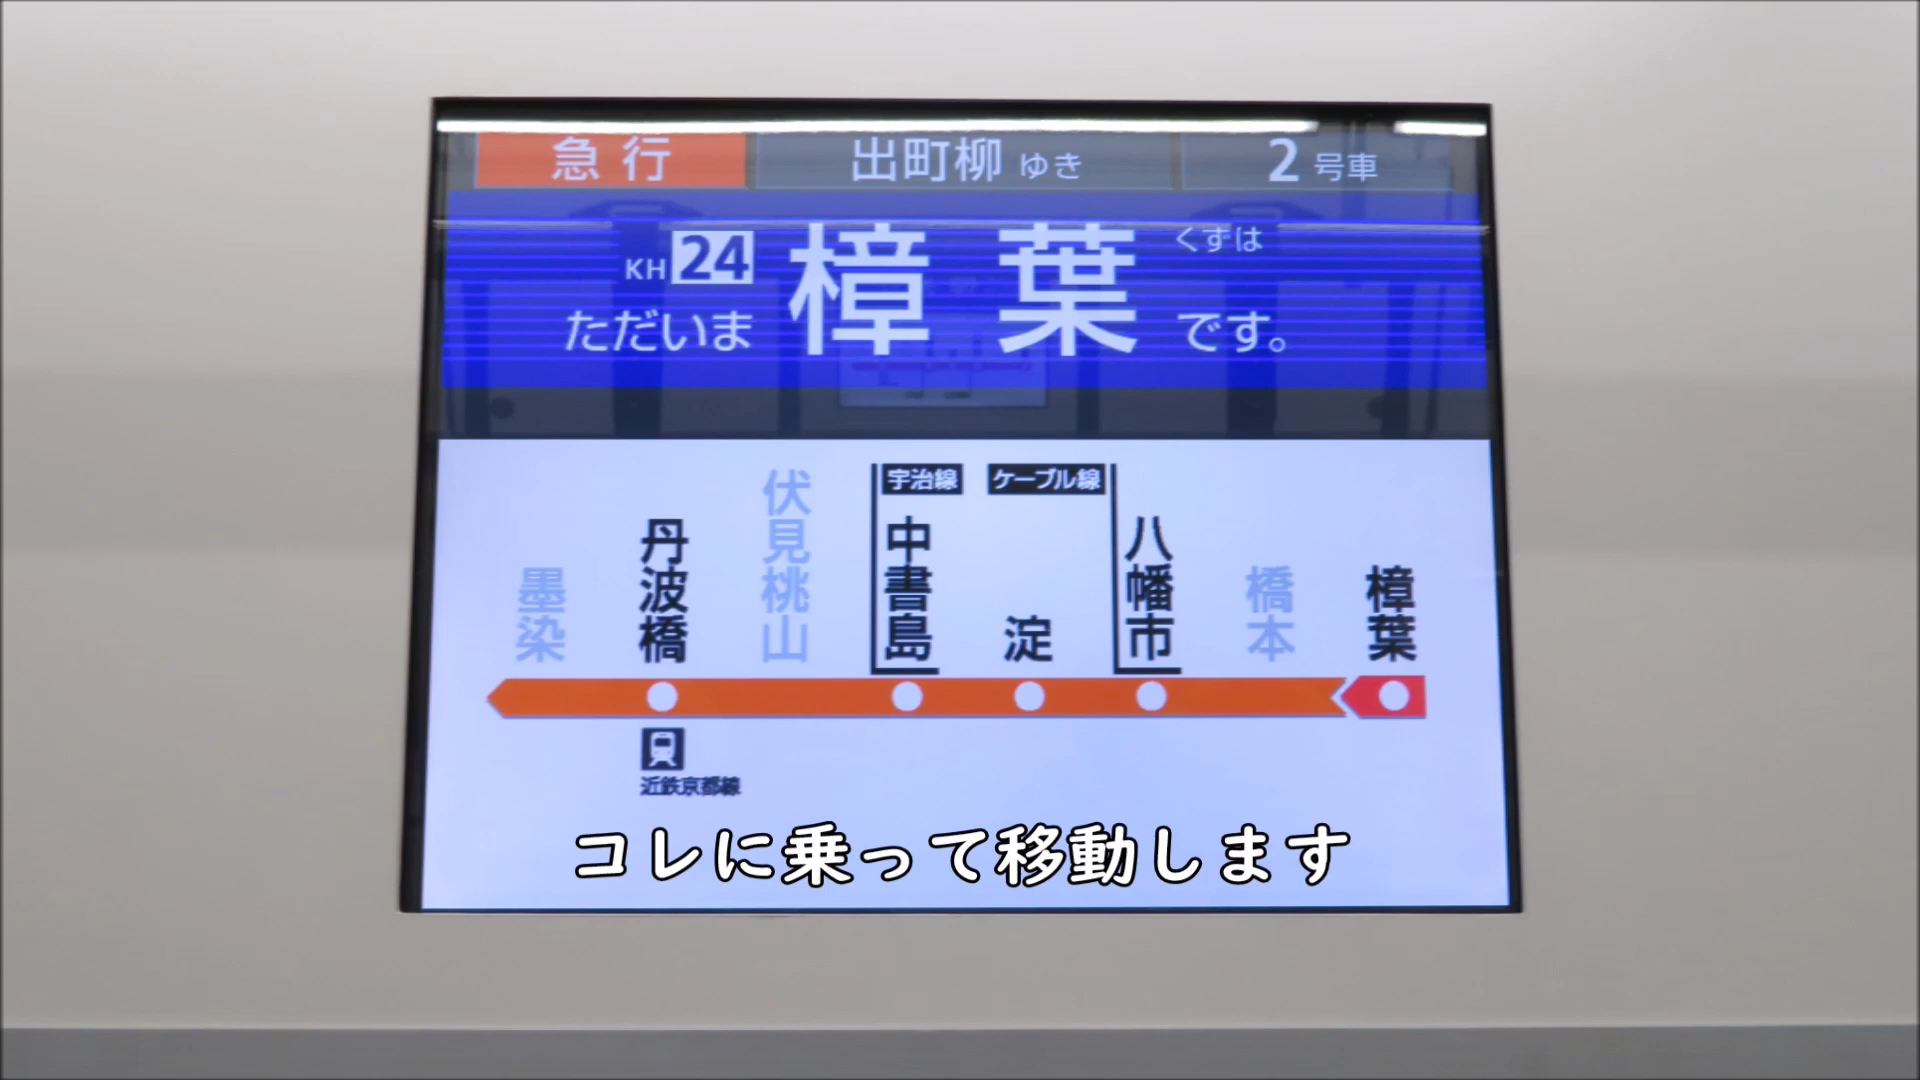 急行 出町柳 ゆき 2 号車
KH 24 樟葉 くずは
ただいま です。
宇治線 ケーブル線
墨染 丹波橋 伏見桃山 中書島 淀 八幡市 橋本 樟葉
近鉄京都線
コレに乗って移動します